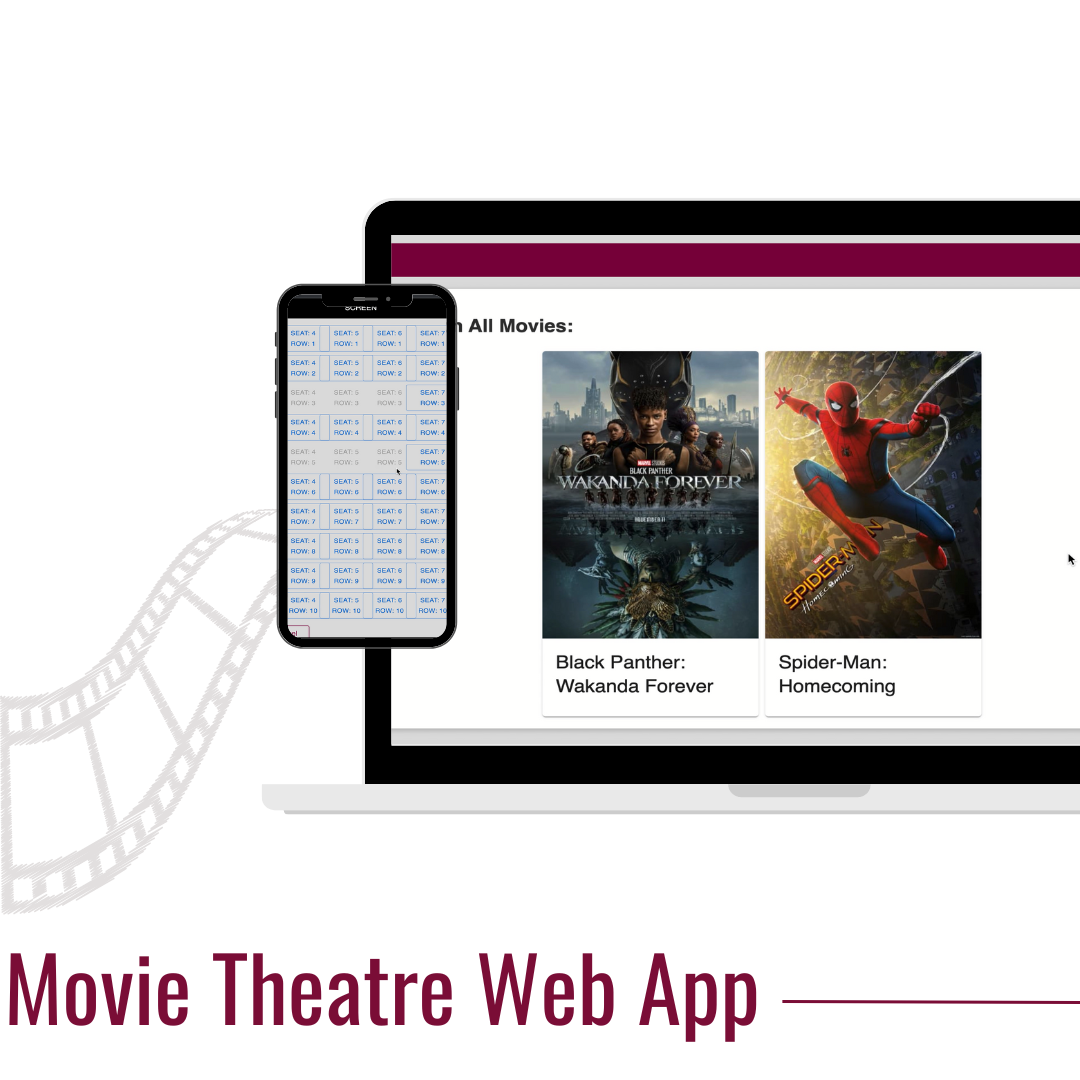 SCREEN
SEAT: 4 SEAT: 5 SEAT: 6 SEAT: 7
ROW: 1 ROW: 1 ROW: 1 ROW: 1
SEAT: 4 SEAT: 5 SEAT: 6 SEAT: 7
ROW: 2 ROW: 2 ROW: 2 ROW: 2
SEAT: 4 SEAT: 5 SEAT: 6 SEAT: 7
ROW: 3 ROW: 3 ROW: 3 ROW: 3
SEAT: 4 SEAT: 5 SEAT: 6 SEAT: 7
ROW: 4 ROW: 4 ROW: 4 ROW: 4
SEAT: 4 SEAT: 5 SEAT: 6 SEAT: 7
ROW: 5 ROW: 5 ROW: 5 ROW: 5
SEAT: 4 SEAT: 5 SEAT: 6 SEAT: 7
ROW: 6 ROW: 6 ROW: 6 ROW: 6
SEAT: 4 SEAT: 5 SEAT: 6 SEAT: 7
ROW: 7 ROW: 7 ROW: 7 ROW: 7
SEAT: 4 SEAT: 5 SEAT: 6 SEAT: 7
ROW: 8 ROW: 8 ROW: 8 ROW: 8
SEAT: 4 SEAT: 5 SEAT: 6 SEAT: 7
ROW: 9 ROW: 9 ROW: 9 ROW: 9
SEAT: 4 SEAT: 5 SEAT: 6 SEAT: 7
ROW: 10 ROW: 10 ROW: 10 ROW: 10
All Movies:
MARVEL STUDIOS
BLACK PANTHER
WAKANDA FOREVER
NOVEMBER 11
MARVEL
SPIDER-MAN
HOMECOMING
Black Panther:
Wakanda Forever
Spider-Man:
Homecoming
Movie Theatre Web App